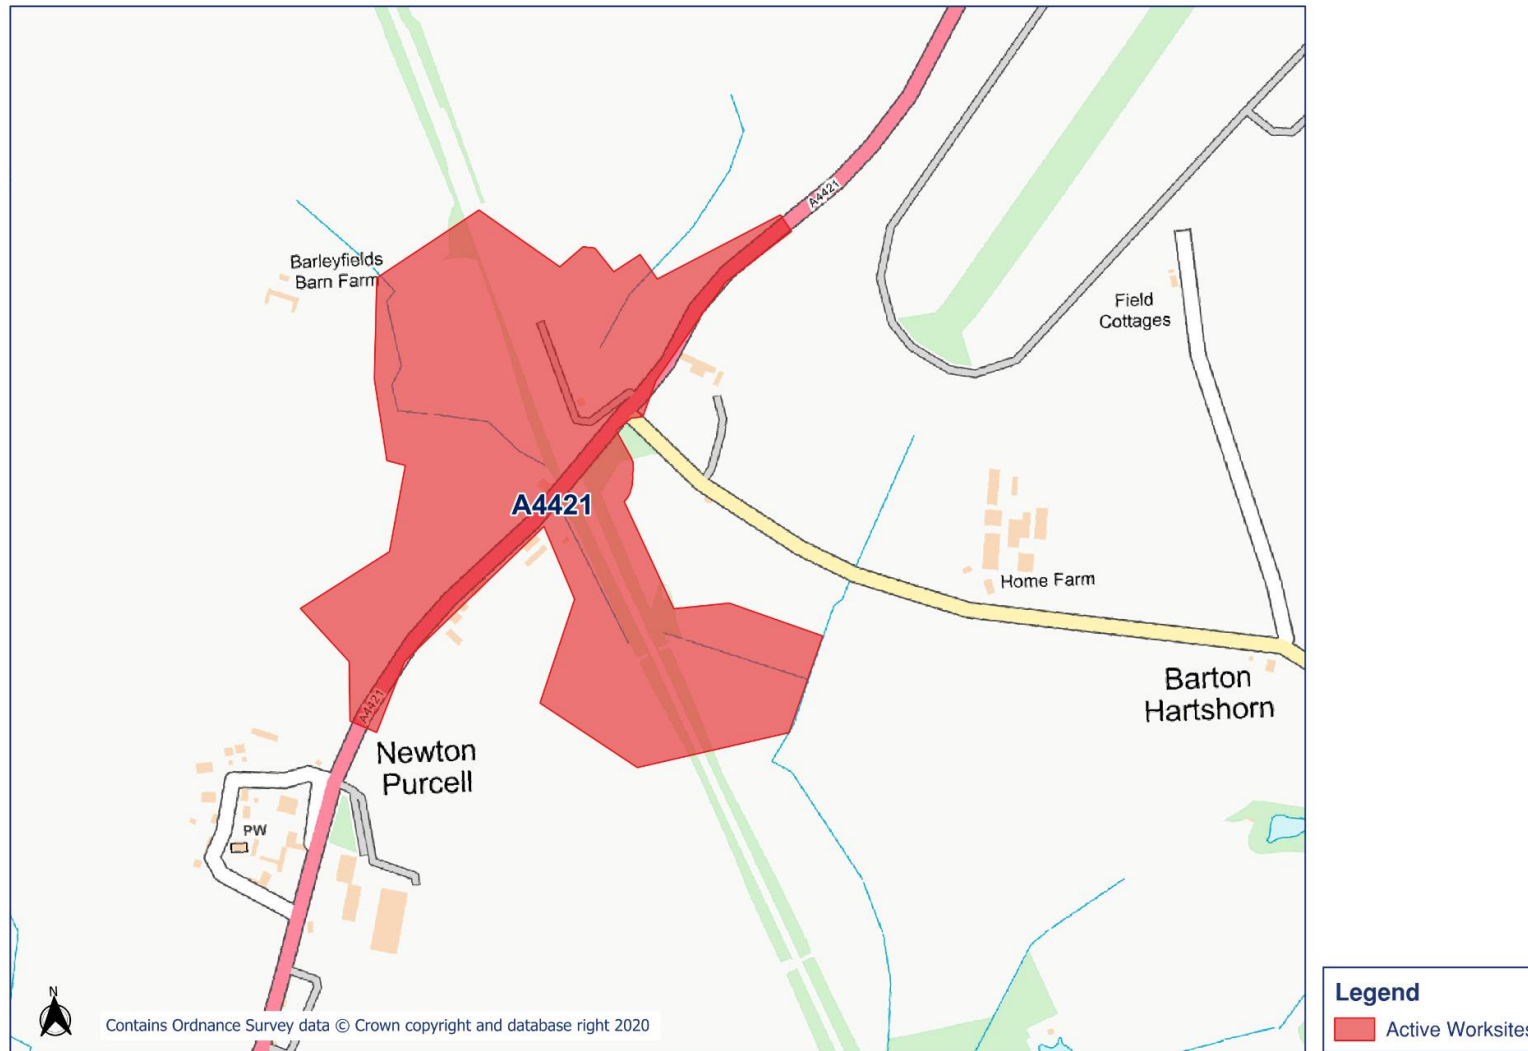 A4421
Barleyfields
Barn Farm
Field
Cottages
A4421
Home Farm
Barton
Hartshorn
A4421
Newton
Purcell
PW
N
Contains Ordnance Survey data © Crown copyright and database right 2020
Legend
Active Worksites